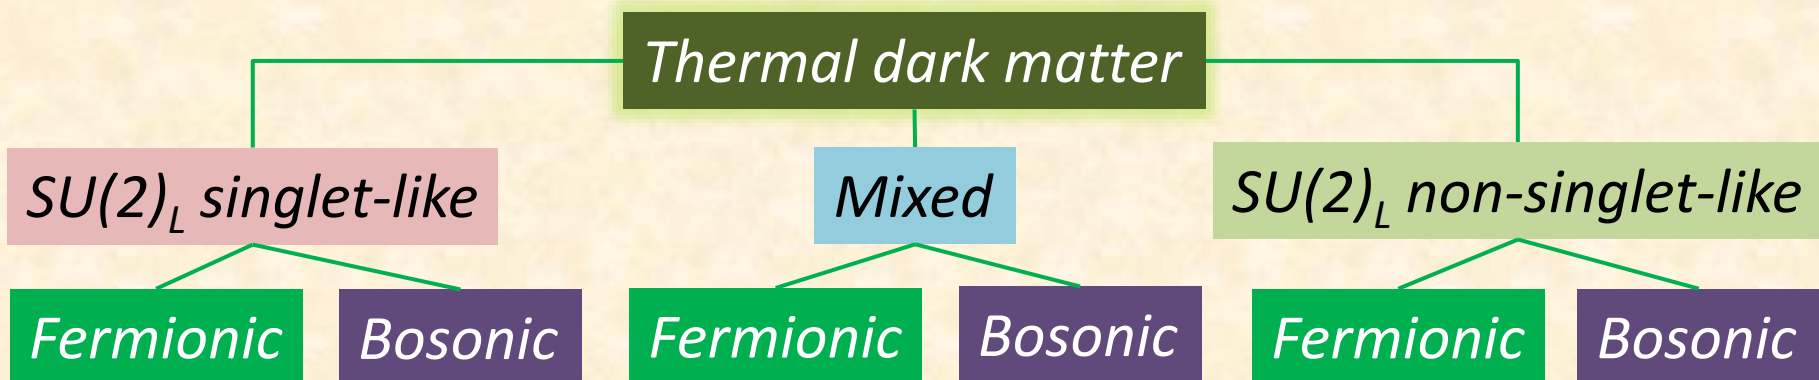 Thermal dark matter
SU(2)L singlet-like
Mixed
SU(2)L non-singlet-like
Fermionic
Bosonic
Fermionic
Bosonic
Fermionic
Bosonic